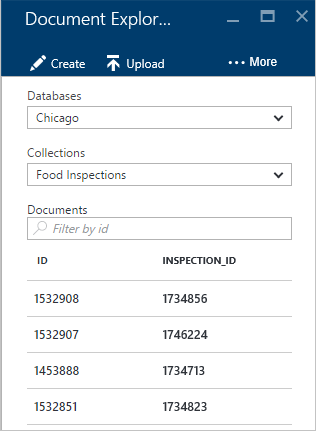 Document Explor...
Create Upload ••• More
Databases
Chicago
Collections
Food Inspections
Documents
Filter by id
ID INSPECTION_ID
1532908 1734856
1532907 1746224
1453888 1734713
1532851 1734823